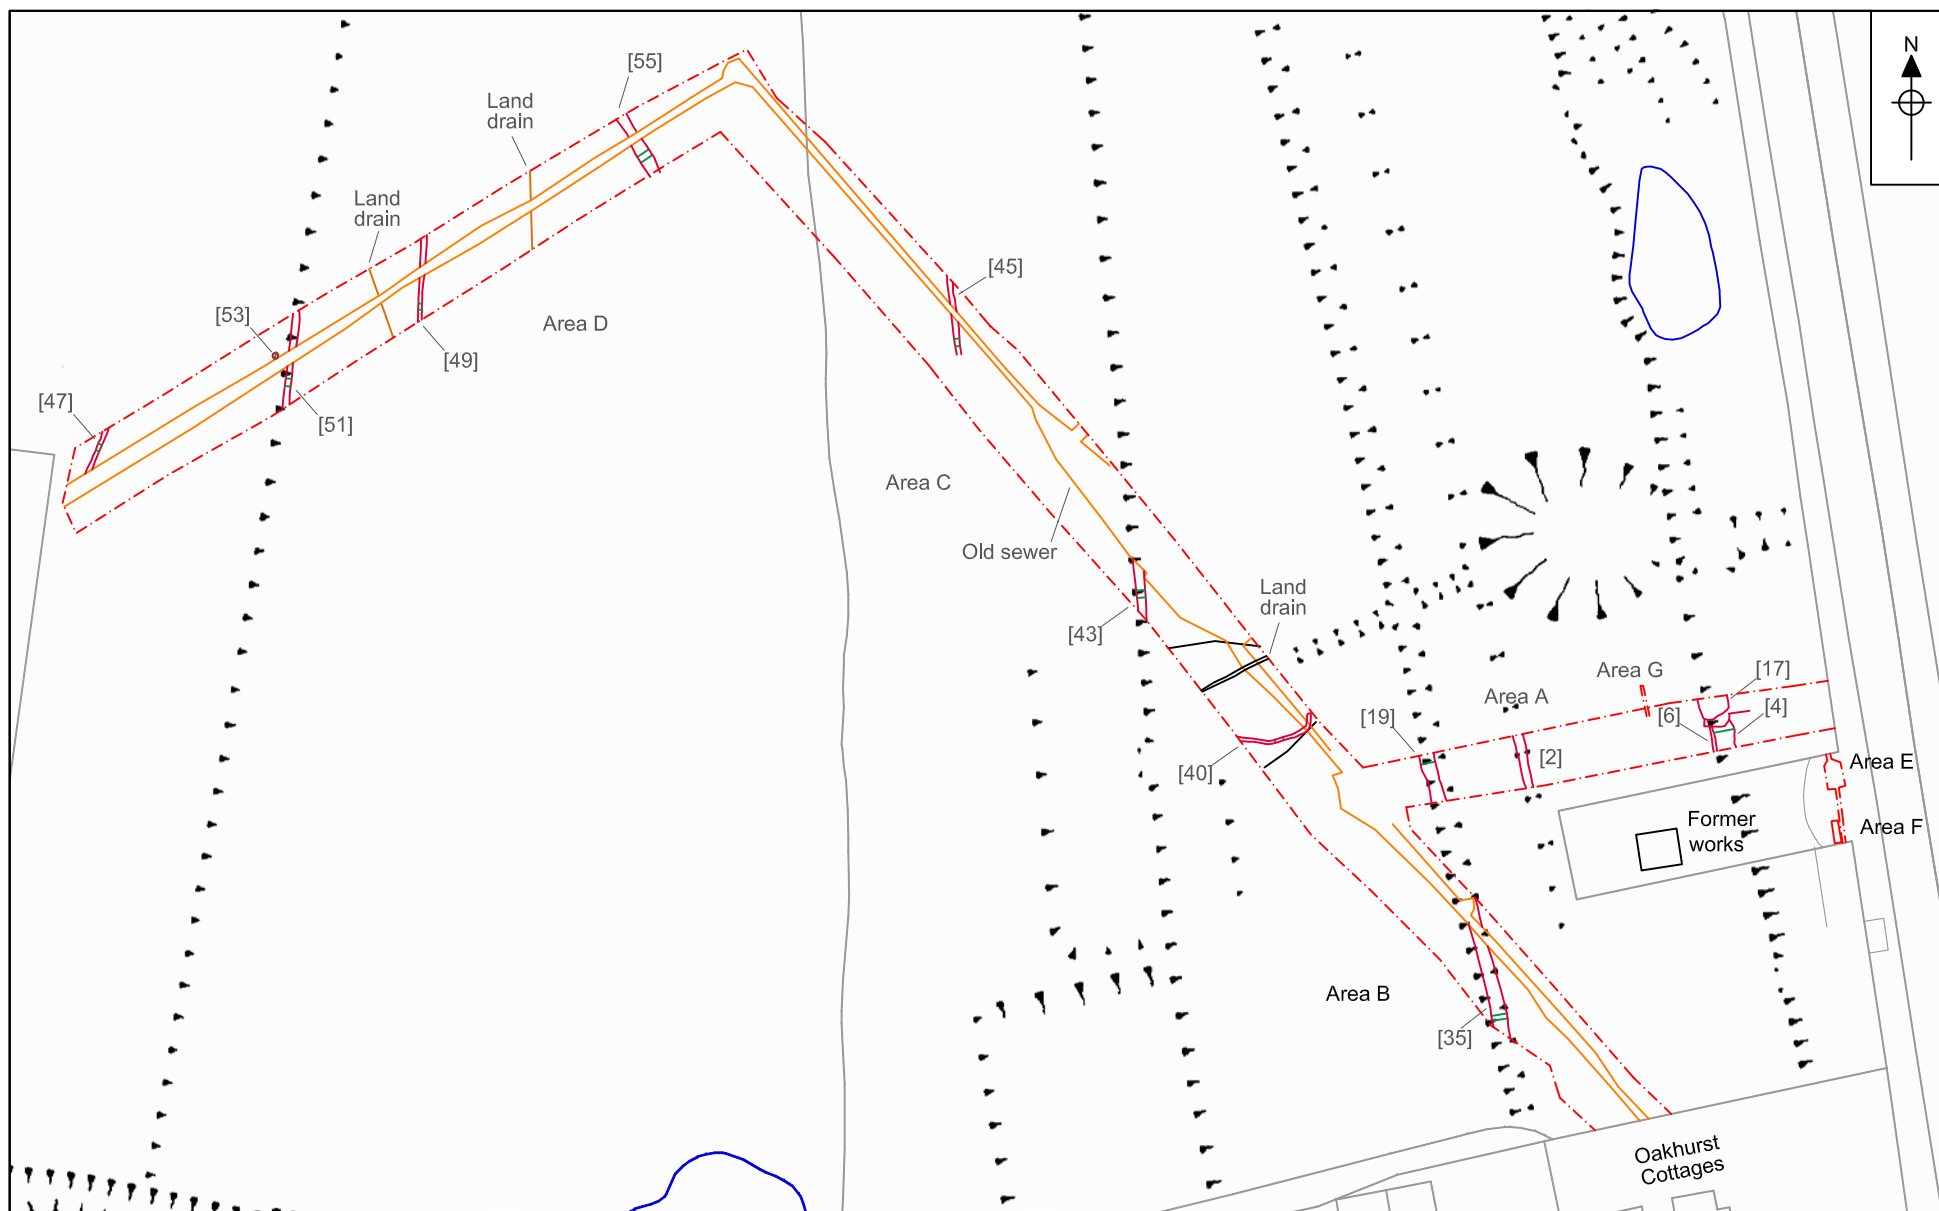 N
[55]
Land
drain
Land
drain
[45]
[53]
Area D
[49]
[47]
[51]
Area C
Old sewer
Land
drain
[43]
Area G
[17]
Area A
[4]
[19]
[6]
[2]
[40]
Area E
Former
works
Area F
Area B
[35]
Oakhurst
Cottages